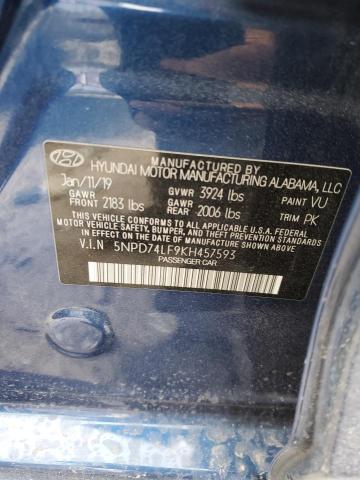 MANUFACTURED BY
HYUNDAI MOTOR MANUFACTURING ALABAMA, LLC
Jan/11/19 GVWR 3924 lbs PAINT VU
GAWR FRONT 2183 lbs GAWR REAR 2006 lbs TRIM PK
THIS VEHICLE CONFORMS TO ALL APPLICABLE U.S.A. FEDERAL
MOTOR VEHICLE SAFETY, BUMPER, AND THEFT PREVENTION
STANDARDS IN EFFECT ON THE DATE OF MANUFACTURE SHOWN ABOVE
V.I.N 5NPD74LF9KH457593
PASSENGER CAR